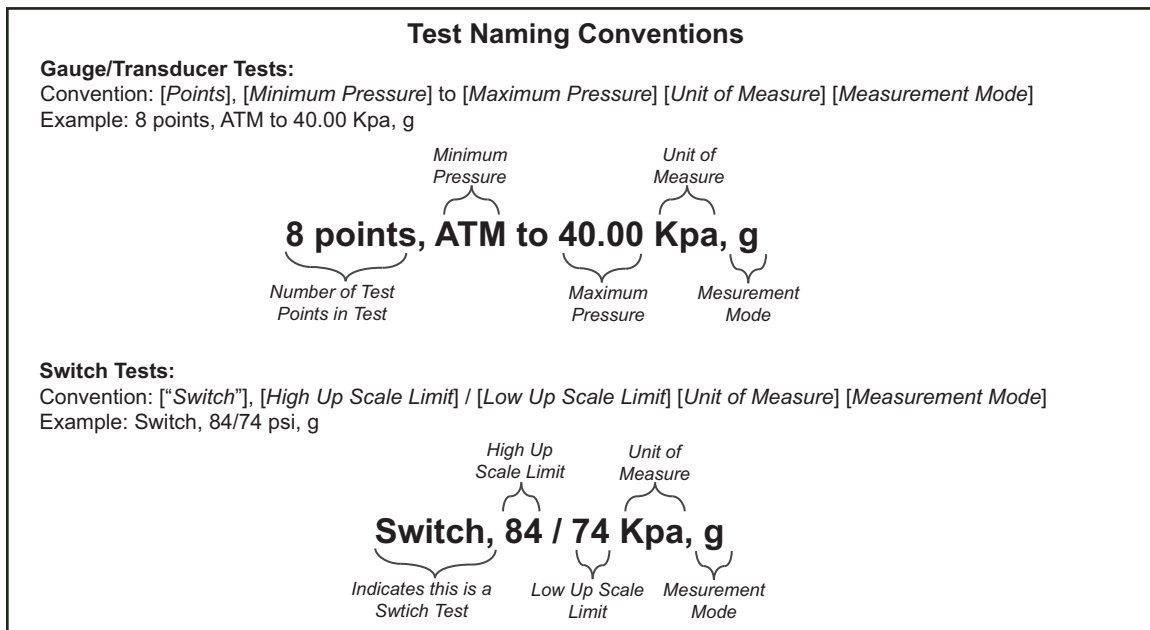 Test Naming Conventions
Gauge/Transducer Tests:
Convention: [Points], [Minimum Pressure] to [Maximum Pressure] [Unit of Measure] [Measurement Mode]
Example: 8 points, ATM to 40.00 Kpa, g
Minimum
Pressure
Unit of
Measure
8 points, ATM to 40.00 Kpa, g
Number of Test
Points in Test
Maximum
Pressure
Mesurement
Mode
Switch Tests:
Convention: [“Switch”], [High Up Scale Limit] / [Low Up Scale Limit] [Unit of Measure] [Measurement Mode]
Example: Switch, 84/74 psi, g
High Up
Scale Limit
Unit of
Measure
Switch, 84 / 74 Kpa, g
Indicates this is a
Swtich Test
Low Up Scale
Limit
Mesurement
Mode